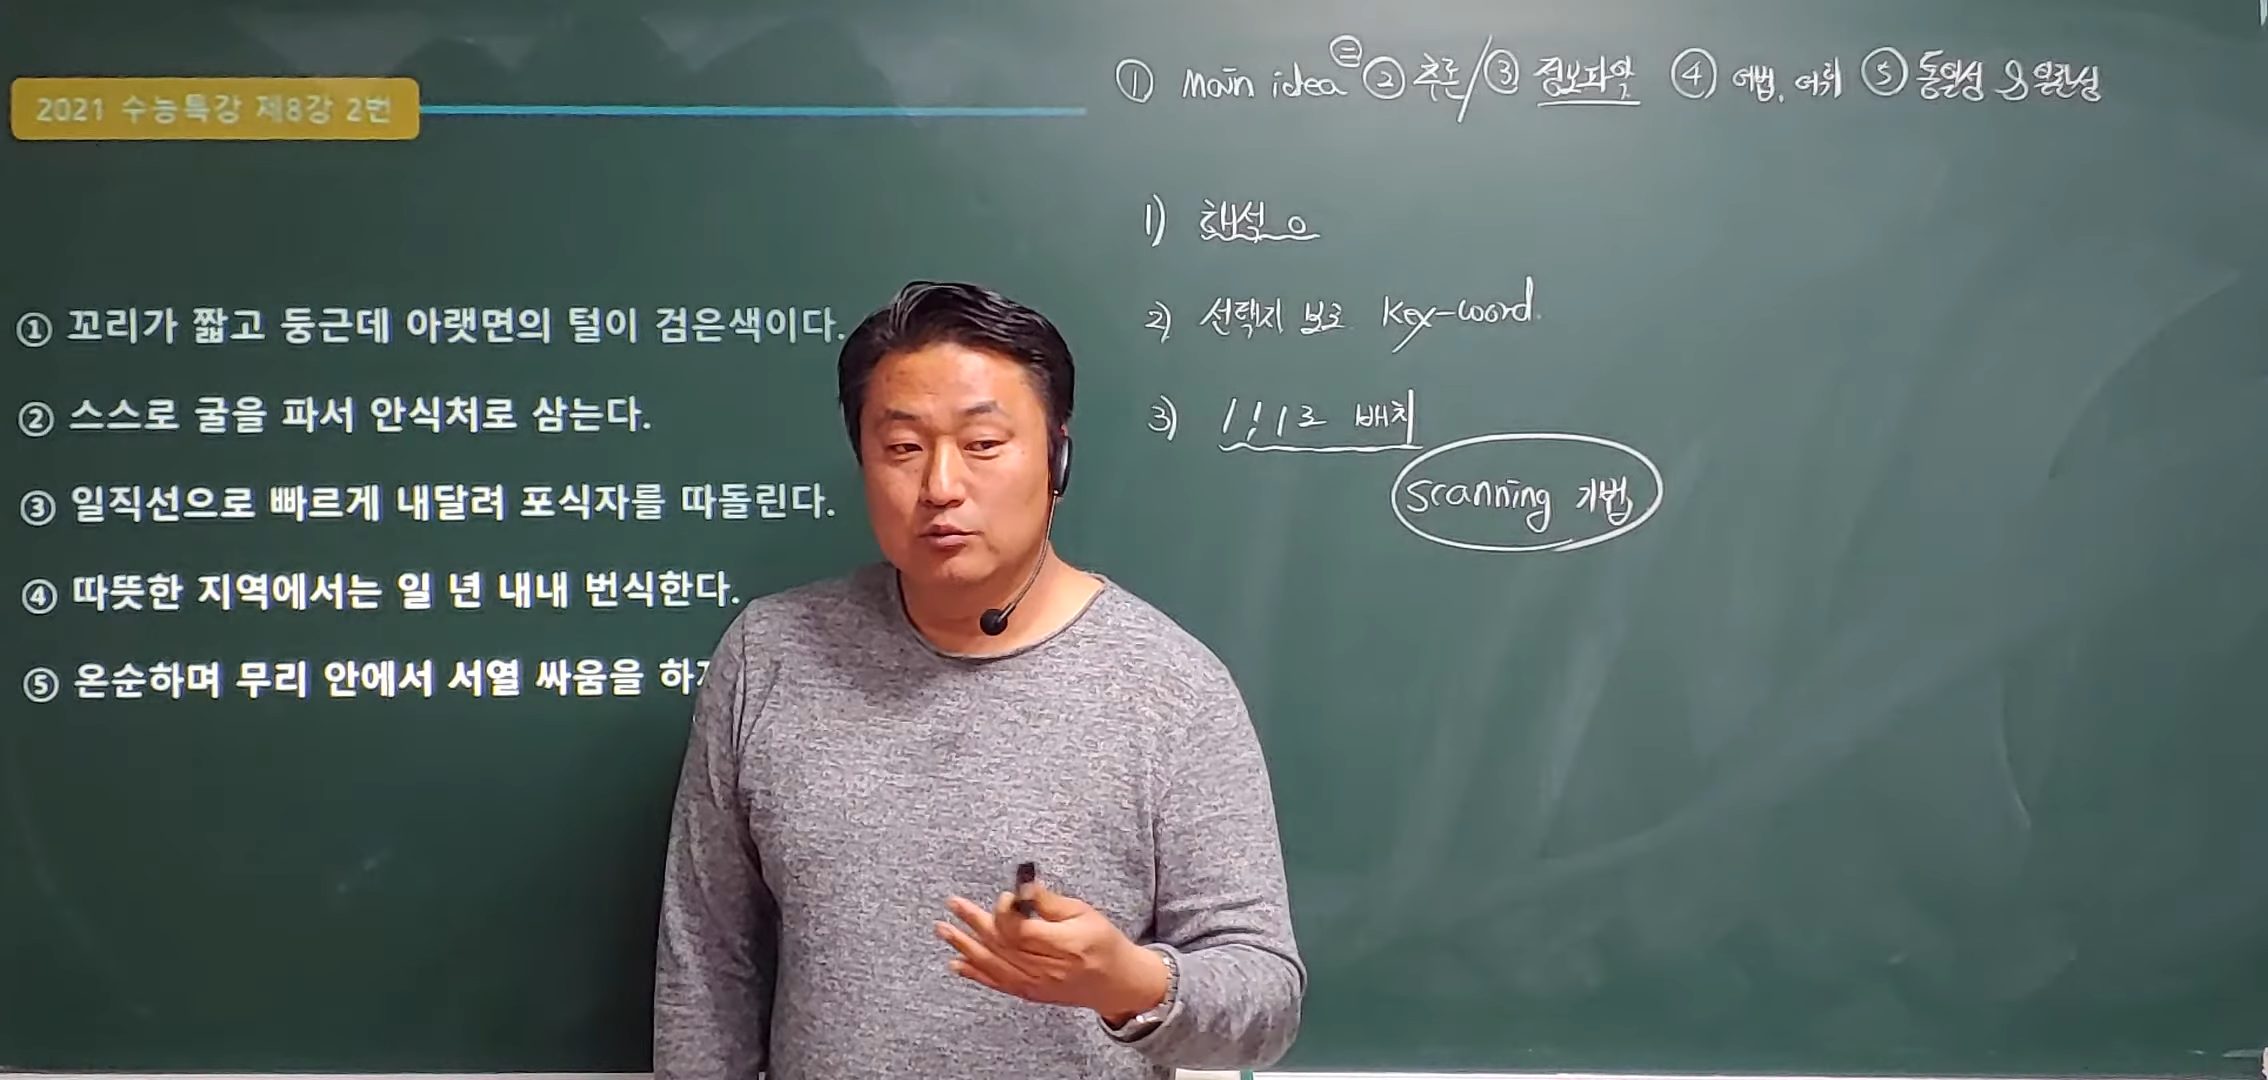 2021 수능특강 제8강 2번
① 꼬리가 짧고 둥근데 아랫면의 털이 검은색이다.
② 스스로 굴을 파서 안식처로 삼는다.
③ 일직선으로 빠르게 내달려 포식자를 따돌린다.
④ 따뜻한 지역에서는 일 년 내내 번식한다.
⑤ 온순하며 무리 안에서 서열 싸움을
① main idea ② 추론 / ③ 정보파악 ④ 어법, 어휘 ⑤ 통일성 일관성
1) 해석 o
2) 선택지 보고 key-word
3) 1, 1, 1로 배치
scanning 기법